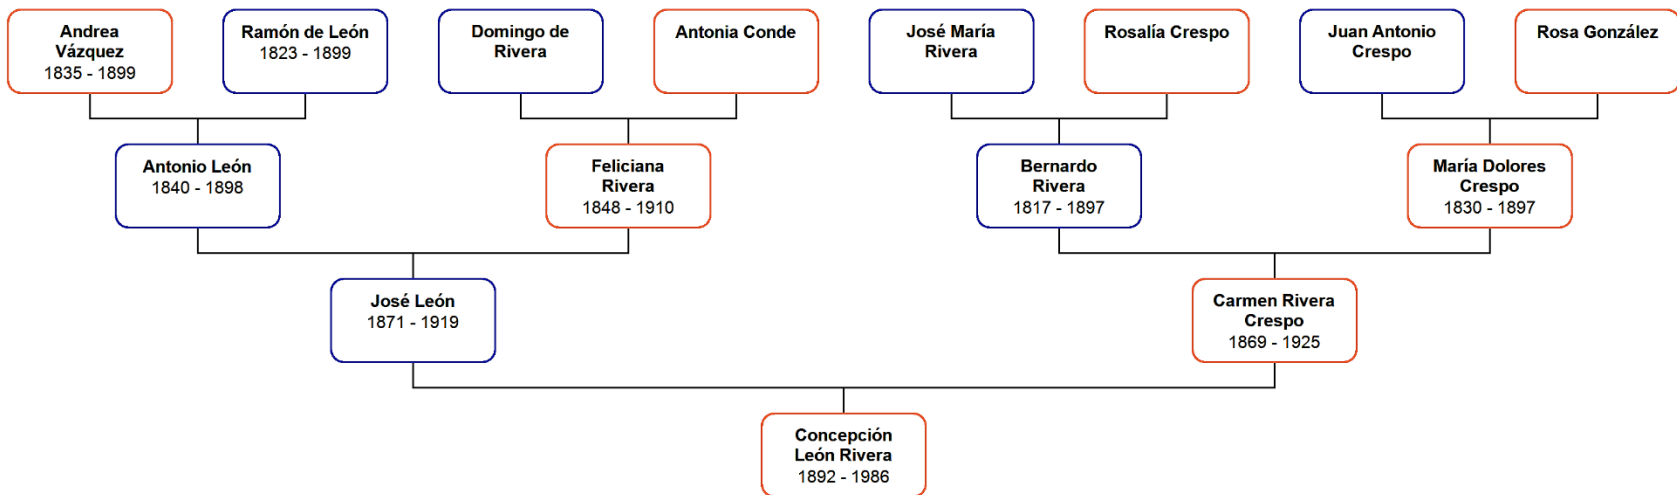 Andrea
Vázquez
1835 - 1899
Ramón de León
1823 - 1899
Domingo de
Rivera
Antonia Conde
José María
Rivera
Rosalía Crespo
Juan Antonio
Crespo
Rosa González
Antonio León
1840 - 1898
Feliciana
Rivera
1848 - 1910
Bernardo
Rivera
1817 - 1897
María Dolores
Crespo
1830 - 1897
José León
1871 - 1919
Carmen Rivera
Crespo
1869 - 1925
Concepción
León Rivera
1892 - 1986